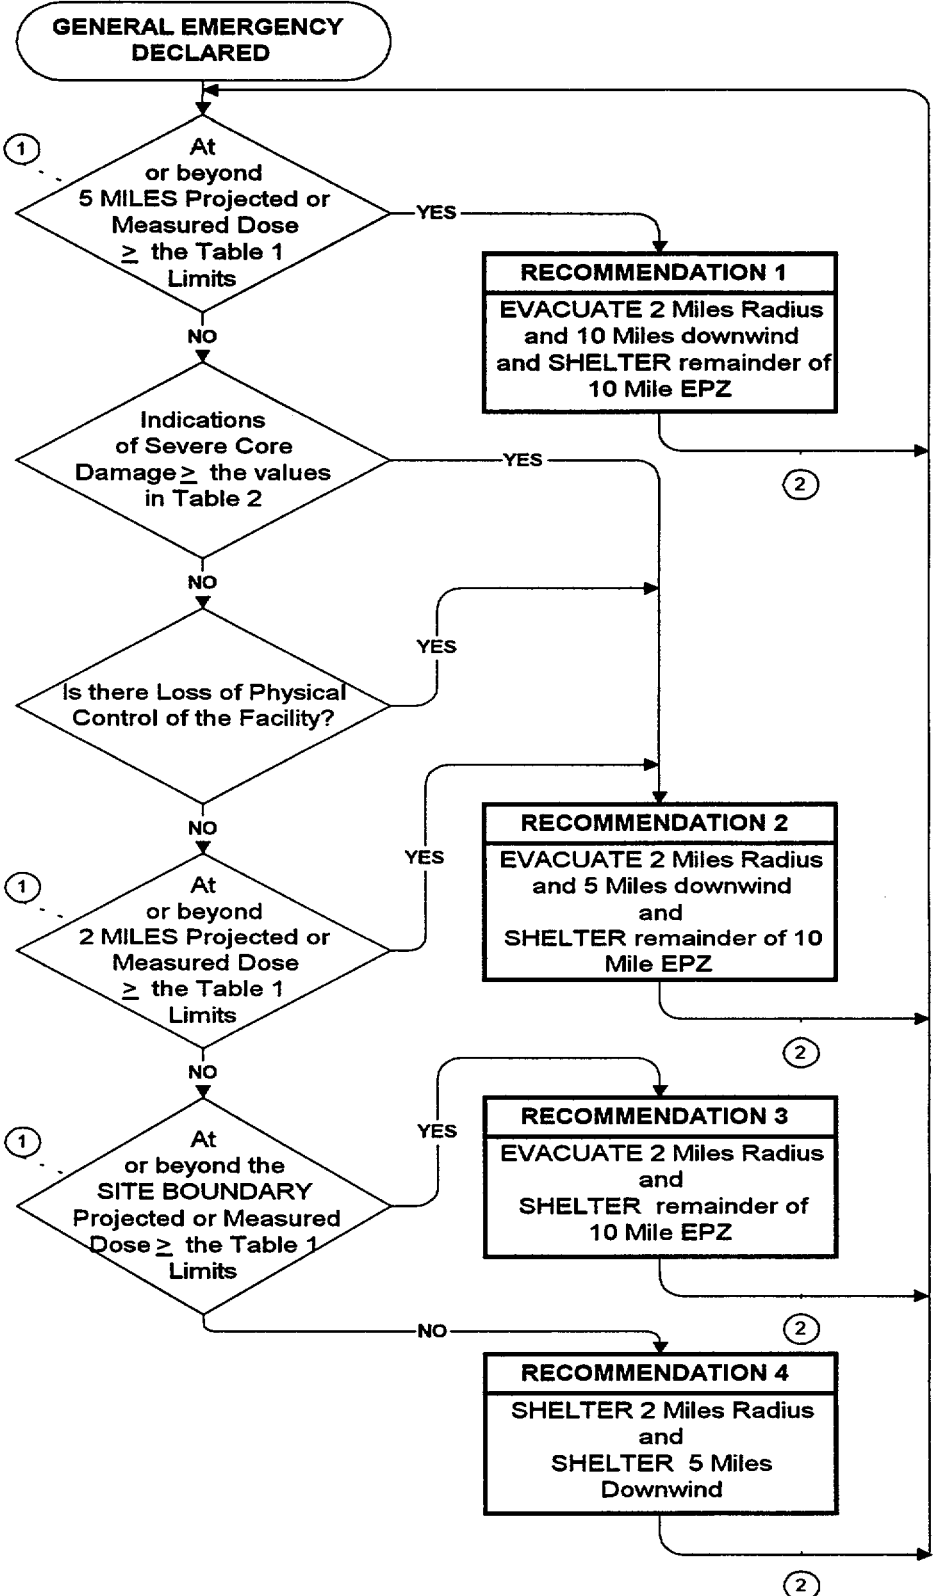 GENERAL EMERGENCY
DECLARED
1
At
or beyond
5 MILES Projected or
Measured Dose
≥ the Table 1
Limits
YES
RECOMMENDATION 1
EVACUATE 2 Miles Radius
and 10 Miles downwind
and SHELTER remainder of
10 Mile EPZ
2
NO
Indications
of Severe Core
Damage ≥ the values
in Table 2
YES
NO
Is there Loss of Physical
Control of the Facility?
YES
NO
1
At
or beyond
2 MILES Projected or
Measured Dose
≥ the Table 1
Limits
YES
RECOMMENDATION 2
EVACUATE 2 Miles Radius
and 5 Miles downwind
and
SHELTER remainder of 10
Mile EPZ
2
NO
1
At
or beyond the
SITE BOUNDARY
Projected or Measured
Dose ≥ the Table 1
Limits
YES
RECOMMENDATION 3
EVACUATE 2 Miles Radius
and
SHELTER remainder of
10 Mile EPZ
2
NO
RECOMMENDATION 4
SHELTER 2 Miles Radius
and
SHELTER 5 Miles
Downwind
2